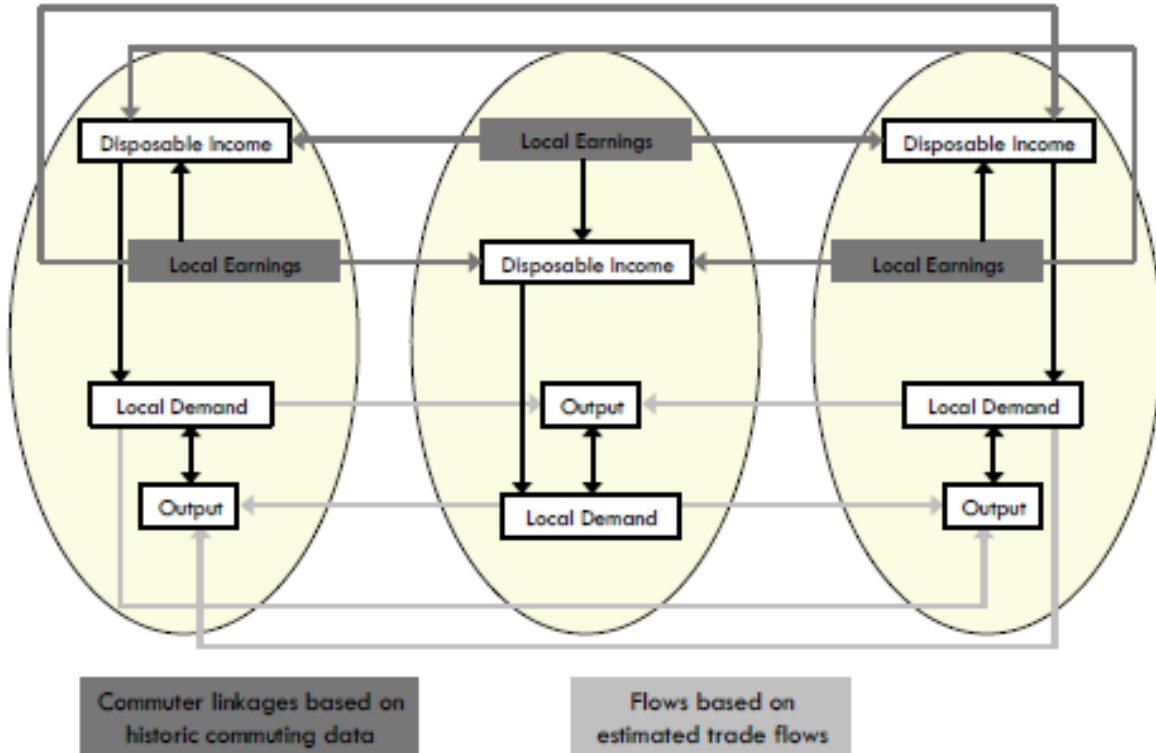 Disposable Income
Local Earnings
Disposable Income
Local Earnings
Disposable Income
Local Earnings
Local Demand
Output
Local Demand
Output
Local Demand
Output
Commuter linkages based on
historic commuting data
Flows based on
estimated trade flows